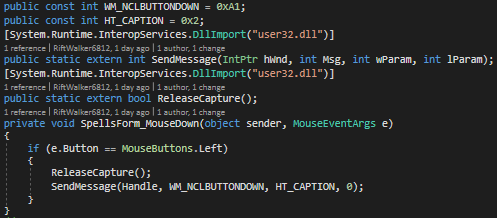 public const int WM_NCLBUTTONDOWN = 0xA1;
public const int HT_CAPTION = 0x2;
[System.Runtime.InteropServices.DllImport("user32.dll")]
1 reference | RiftWalker6812, 1 day ago | 1 author, 1 change
public static extern int SendMessage(IntPtr hWnd, int Msg, int wParam, int lParam);
[System.Runtime.InteropServices.DllImport("user32.dll")]
1 reference | RiftWalker6812, 1 day ago | 1 author, 1 change
public static extern bool ReleaseCapture();
1 reference | RiftWalker6812, 1 day ago | 1 author, 1 change
private void SpellsForm_MouseDown(object sender, MouseEventArgs e)
{
if (e.Button == MouseButtons.Left)
{
ReleaseCapture();
SendMessage(Handle, WM_NCLBUTTONDOWN, HT_CAPTION, 0);
}
}